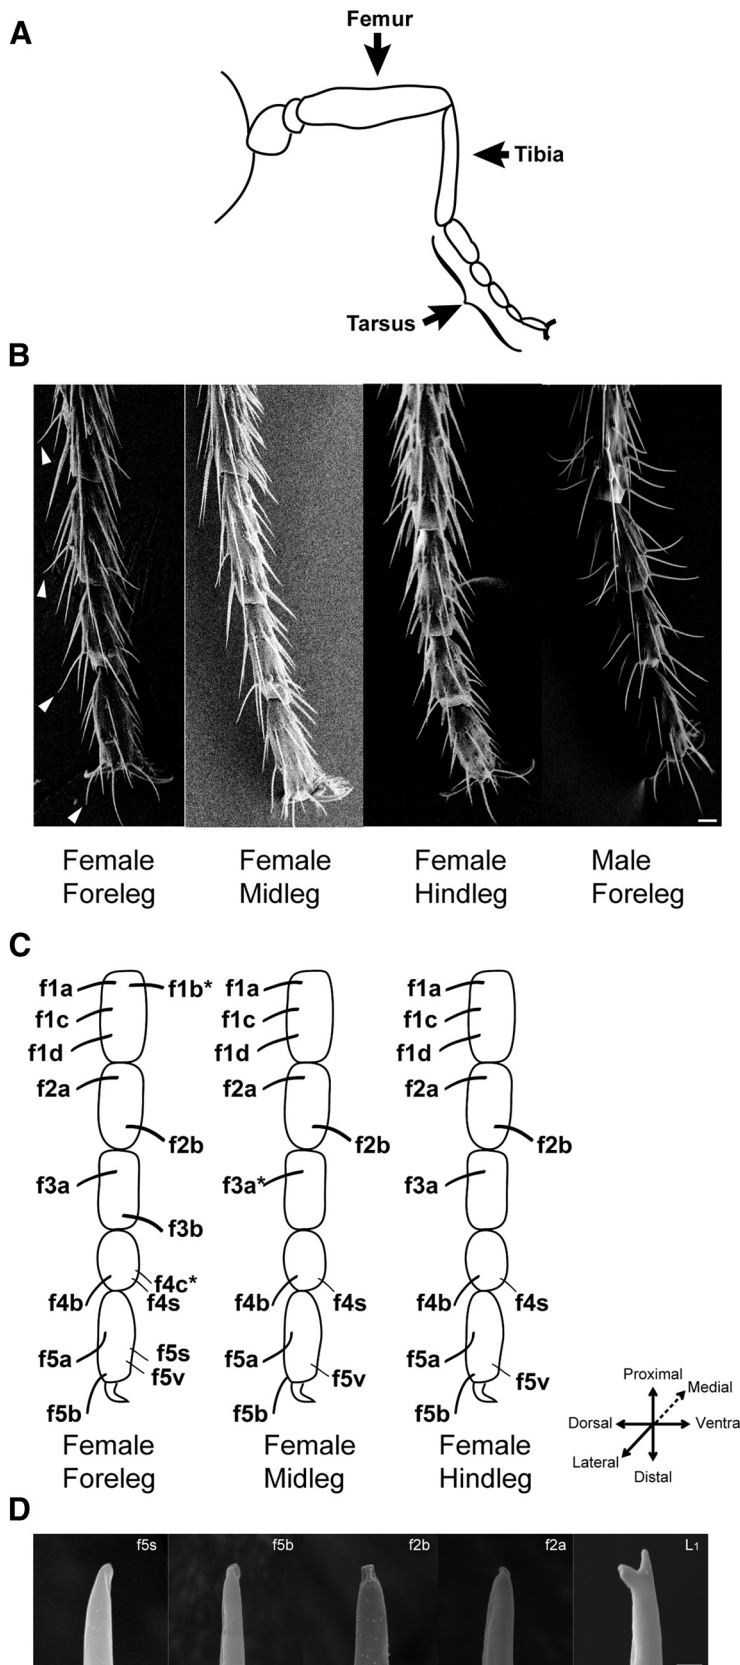 A
Femur
Tibia
Tarsus
B
Female Foreleg
Female Midleg
Female Hindleg
Male Foreleg
C
f1a f1b* f1a f1a
f1c f1c f1c
f1d f1d f1d
f2a f2a f2a
f2b f2b f2b
f3a f3a* f3a
f3b
f4c*
f4b f4s f4b f4s f4b f4s
f5a f5s f5a f5a
f5v f5v f5v
f5b f5b f5b
Proximal
Medial
Dorsal Ventra
Lateral
Distal
Female Foreleg
Female Midleg
Female Hindleg
D
f5s f5b f2b f2a L1